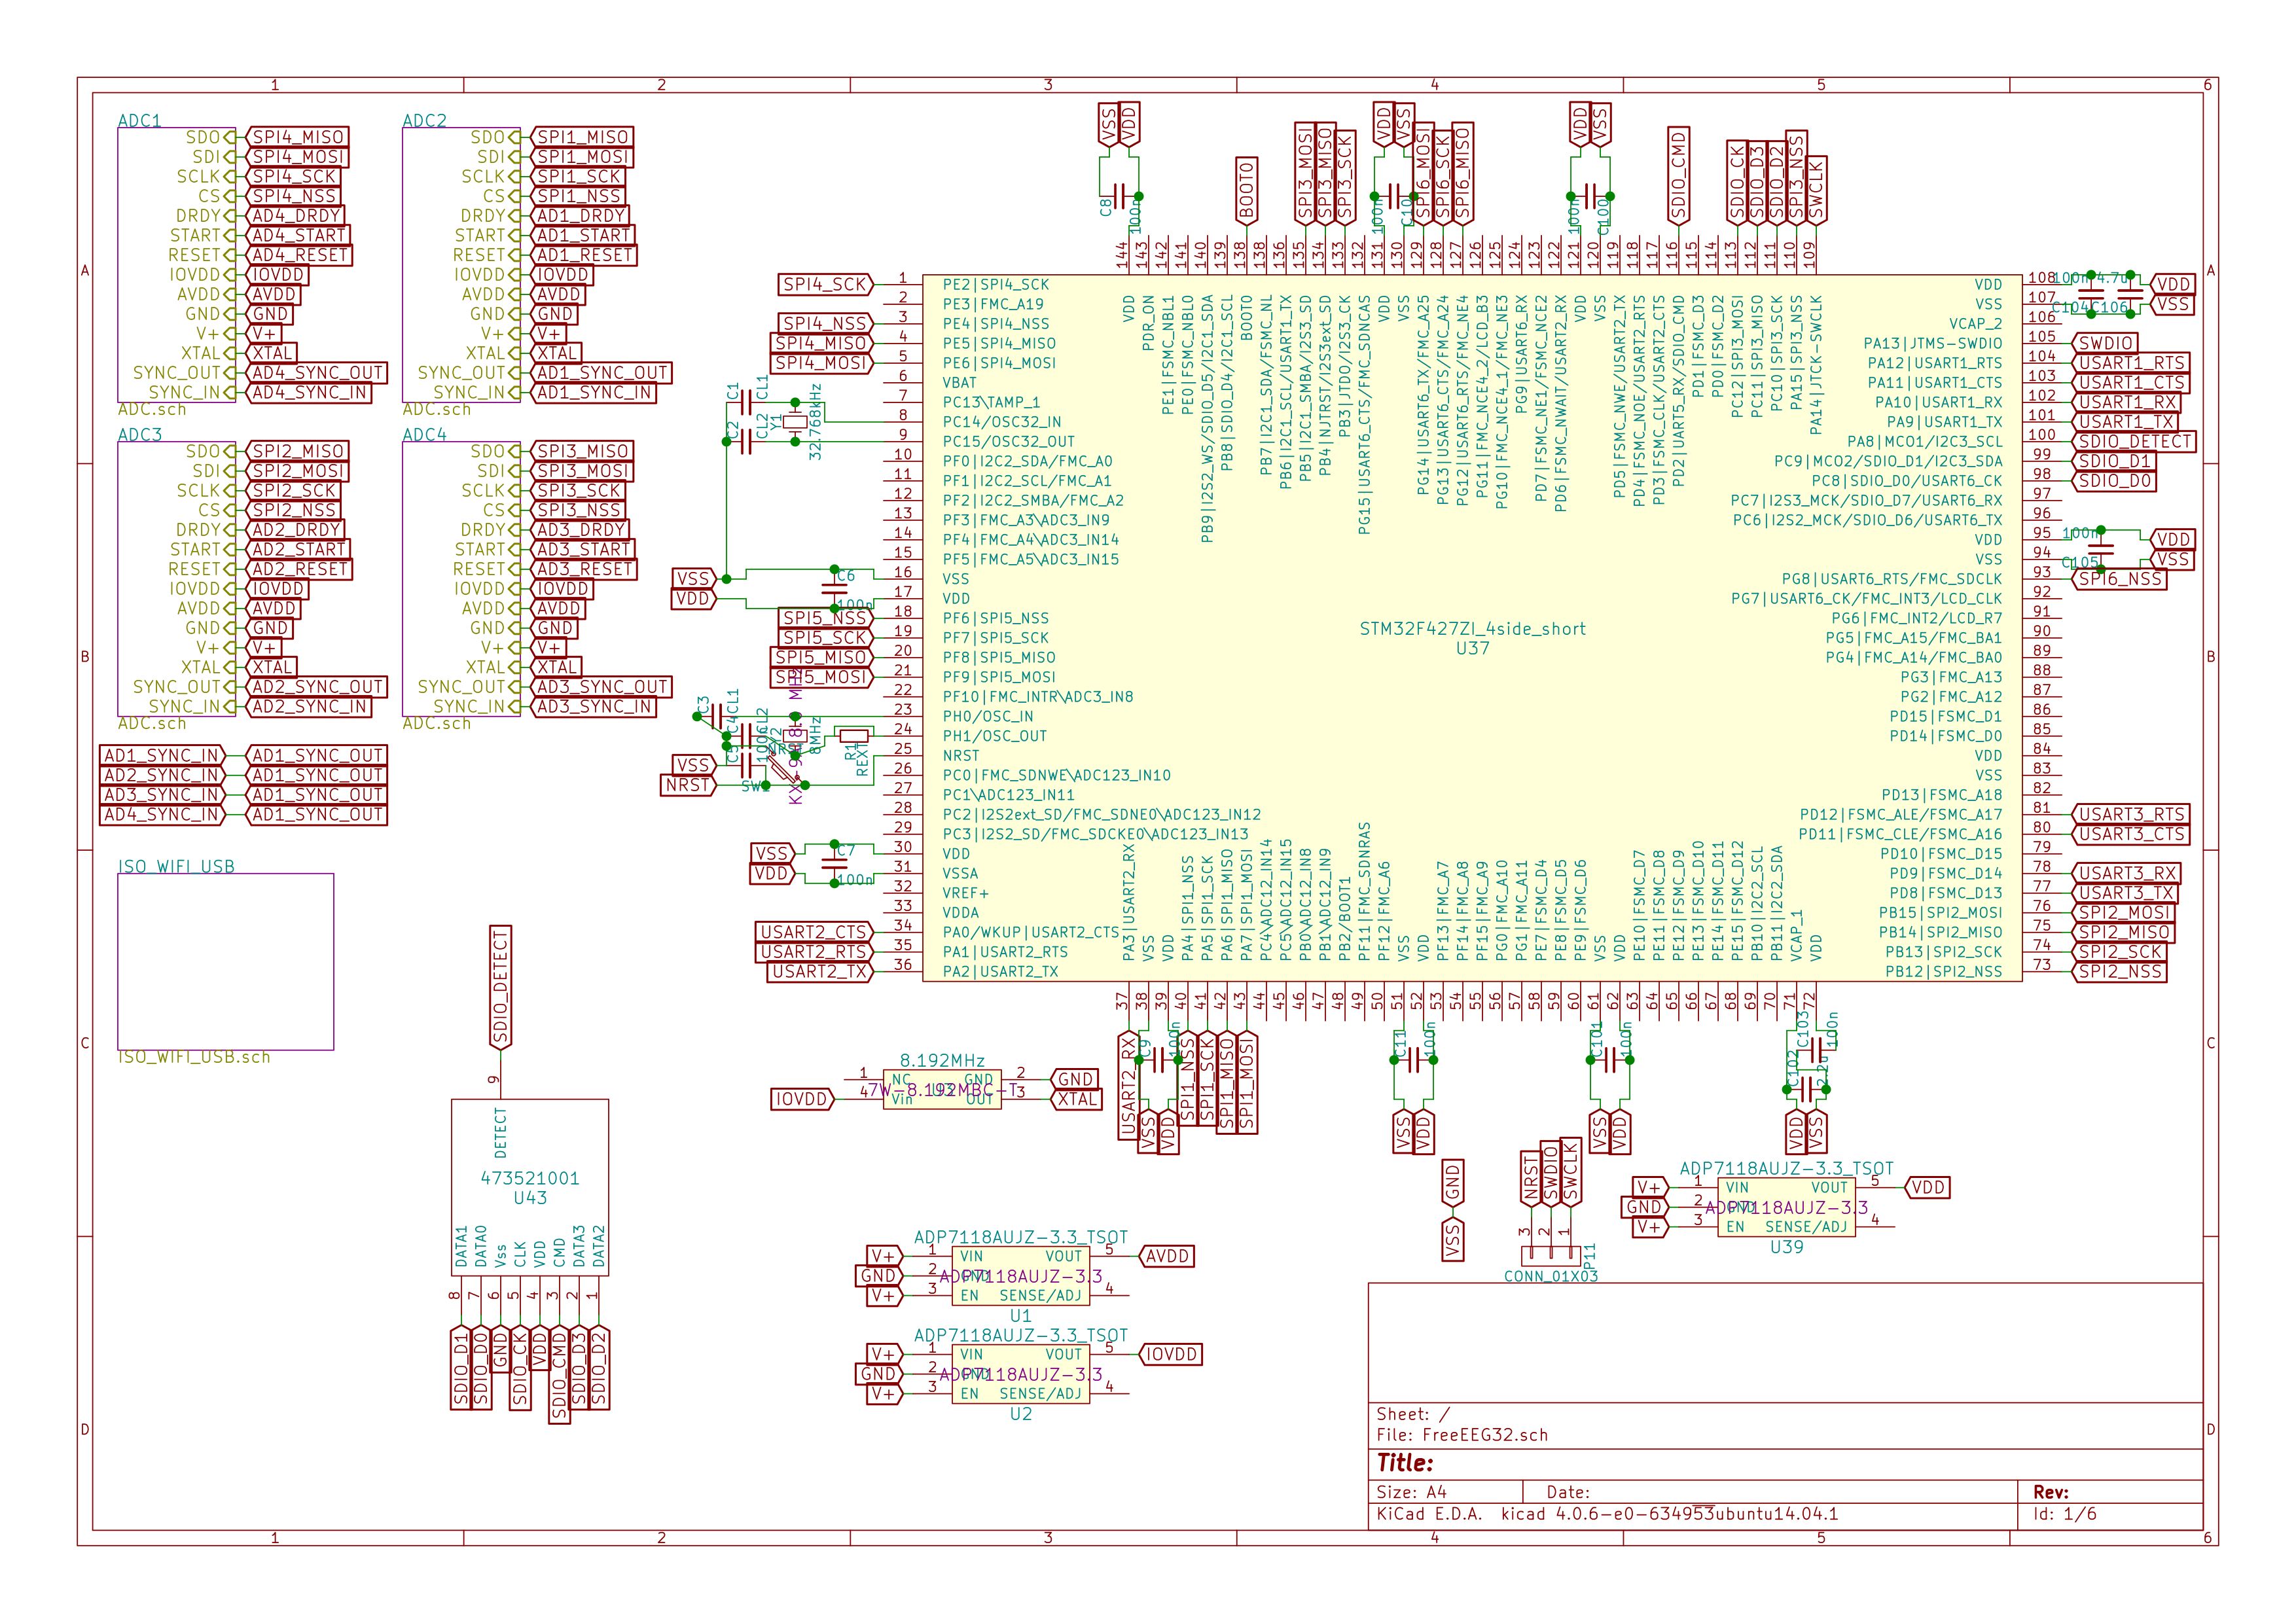 1 2 3 4 5 6
A
B
C
D
ADC1
SDO SPI4_MISO
SDI SPI4_MOSI
SCLK SPI4_SCK
CS SPI4_NSS
DRDY AD4_DRDY
START AD4_START
RESET AD4_RESET
IOVDD IOVDD
AVDD AVDD
GND GND
V+ V+
XTAL XTAL
SYNC_OUT AD4_SYNC_OUT
SYNC_IN AD4_SYNC_IN
ADC.sch
ADC2
SDO SPI1_MISO
SDI SPI1_MOSI
SCLK SPI1_SCK
CS SPI1_NSS
DRDY AD1_DRDY
START AD1_START
RESET AD1_RESET
IOVDD IOVDD
AVDD AVDD
GND GND
V+ V+
XTAL XTAL
SYNC_OUT AD1_SYNC_OUT
SYNC_IN AD1_SYNC_IN
ADC.sch
ADC3
SDO SPI2_MISO
SDI SPI2_MOSI
SCLK SPI2_SCK
CS SPI2_NSS
DRDY AD2_DRDY
START AD2_START
RESET AD2_RESET
IOVDD IOVDD
AVDD AVDD
GND GND
V+ V+
XTAL XTAL
SYNC_OUT AD2_SYNC_OUT
SYNC_IN AD2_SYNC_IN
ADC.sch
ADC4
SDO SPI3_MISO
SDI SPI3_MOSI
SCLK SPI3_SCK
CS SPI3_NSS
DRDY AD3_DRDY
START AD3_START
RESET AD3_RESET
IOVDD IOVDD
AVDD AVDD
GND GND
V+ V+
XTAL XTAL
SYNC_OUT AD3_SYNC_OUT
SYNC_IN AD3_SYNC_IN
ADC.sch
AD1_SYNC_IN AD1_SYNC_OUT
AD2_SYNC_IN AD1_SYNC_OUT
AD3_SYNC_IN AD1_SYNC_OUT
AD4_SYNC_IN AD1_SYNC_OUT
ISO_WIFI_USB
ISO_WIFI_USB.sch
SDIO_DETECT
9
DETECT
473521001
U43
DATA1 8 SDIO_D1
DATA0 7 SDIO_D0
Vss 6 GND
CLK 5 SDIO_CK
VDD 4 VDD
CMD 3 SDIO_CMD
DATA3 2 SDIO_D3
DATA2 1 SDIO_D2
STM32F427ZI_4side_short
U37
SPI4_SCK 1 PE2|SPI4_SCK
2 PE3|FMC_A19
SPI4_NSS 3 PE4|SPI4_NSS
SPI4_MISO 4 PE5|SPI4_MISO
SPI4_MOSI 5 PE6|SPI4_MOSI
6 VBAT
7 PC13\TAMP_1
8 PC14/OSC32_IN
9 PC15/OSC32_OUT
10 PF0|I2C2_SDA/FMC_A0
11 PF1|I2C2_SCL/FMC_A1
12 PF2|I2C2_SMBA/FMC_A2
13 PF3|FMC_A3\ADC3_IN9
14 PF4|FMC_A4\ADC3_IN14
15 PF5|FMC_A5\ADC3_IN15
VSS 16 VSS
VDD 17 VDD
SPI5_NSS 18 PF6|SPI5_NSS
SPI5_SCK 19 PF7|SPI5_SCK
SPI5_MISO 20 PF8|SPI5_MISO
SPI5_MOSI 21 PF9|SPI5_MOSI
22 PF10|FMC_INTR\ADC3_IN8
23 PH0/OSC_IN
24 PH1/OSC_OUT
25 NRST
26 PC0|FMC_SDNWE\ADC123_IN10
27 PC1\ADC123_IN11
28 PC2|I2S2ext_SD/FMC_SDNE0\ADC123_IN12
29 PC3|I2S2_SD/FMC_SDCKE0\ADC123_IN13
VSS 30 VDD
VDD 31 VSSA
32 VREF+
33 VDDA
USART2_CTS 34 PA0/WKUP|USART2_CTS
USART2_RTS 35 PA1|USART2_RTS
USART2_TX 36 PA2|USART2_TX
C1 CL1
C2 CL2
Y1 32.768kHz
C6 100n
C3 CL1
C4 CL2
C5 100n
8MHz
R1 REXT
SW1
VSS
NRST
C7 100n
VSS VDD C8 100n
BOOT0
SPI3_MOSI
SPI3_MISO
SPI3_SCK
VDD VSS 100n C10
SPI6_MOSI
SPI6_SCK
SPI6_MISO
VDD VSS 100n C100
SDIO_CMD
SDIO_CK
SDIO_D3
SDIO_D2
SPI3_NSS
SWCLK
144 VDD
143 PDR_ON
142 PE1|FMC_NBL1
141 PE0|FMC_NBL0
140 PB9|I2S2_WS/SDIO_D5/I2C1_SDA
139 PB8|SDIO_D4/I2C1_SCL
138 BOOT0
138 PB7|I2C1_SDA/FSMC_NL
136 PB6|I2C1_SCL/USART1_TX
135 PB5|I2C1_SMBA/I2S3_SD
134 PB4|NJTRST/I2S3ext_SD
133 PB3|JTDO/I2S3_CK
132 PG15|USART6_CTS/FMC_SDNCAS
131 VDD
130 VSS
129 PG14|USART6_TX/FMC_A25
128 PG13|USART6_CTS/FMC_A24
127 PG12|USART6_RTS/FMC_NE4
126 PG11|FMC_NCE4_2/LCD_B3
125 PG10|FMC_NCE4_1/FMC_NE3
124 PG9|USART6_RX
123 PD7|FSMC_NE1/FSMC_NCE2
122 PD6|FSMC_NWAIT/USART2_RX
121 VDD
120 VSS
119 PD5|FSMC_NWE/USART2_TX
118 PD4|FSMC_NOE/USART2_RTS
117 PD3|FSMC_CLK/USART2_CTS
116 PD2|UART5_RX/SDIO_CMD
115 PD1|FSMC_D3
114 PD0|FSMC_D2
113 PC12|SPI3_MOSI
112 PC11|SPI3_MISO
111 PC10|SPI3_SCK
110 PA15|SPI3_NSS
109 PA14|JTCK-SWCLK
VDD 108 VDD
VSS 107 VSS
100n 4.7u
C104 C106
VCAP_2 106
PA13|JTMS-SWDIO 105 SWDIO
PA12|USART1_RTS 104 USART1_RTS
PA11|USART1_CTS 103 USART1_CTS
PA10|USART1_RX 102 USART1_RX
PA9|USART1_TX 101 USART1_TX
PA8|MCO1/I2C3_SCL 100 SDIO_DETECT
PC9|MCO2/SDIO_D1/I2C3_SDA 99 SDIO_D1
PC8|SDIO_D0/USART6_CK 98 SDIO_D0
PC7|I2S3_MCK/SDIO_D7/USART6_RX 97
PC6|I2S2_MCK/SDIO_D6/USART6_TX 96
VDD 95 100n VDD
VSS 94 C105 VSS
PG8|USART6_RTS/FMC_SDCLK 93 SPI6_NSS
PG7|USART6_CK/FMC_INT3/LCD_CLK 92
PG6|FMC_INT2/LCD_R7 91
PG5|FMC_A15/FMC_BA1 90
PG4|FMC_A14/FMC_BA0 89
PG3|FMC_A13 88
PG2|FMC_A12 87
PD15|FSMC_D1 86
PD14|FSMC_D0 85
VDD 84
VSS 83
PD13|FSMC_A18 82
PD12|FSMC_ALE/FSMC_A17 81 USART3_RTS
PD11|FSMC_CLE/FSMC_A16 80 USART3_CTS
PD10|FSMC_D15 79
PD9|FSMC_D14 78 USART3_RX
PD8|FSMC_D13 77 USART3_TX
PB15|SPI2_MOSI 76 SPI2_MOSI
PB14|SPI2_MISO 75 SPI2_MISO
PB13|SPI2_SCK 74 SPI2_SCK
PB12|SPI2_NSS 73 SPI2_NSS
PA3|USART2_RX 37 USART2_RX
VSS 38
VDD 39
PA4|SPI1_NSS 40 SPI1_NSS
PA5|SPI1_SCK 41 SPI1_SCK
PA6|SPI1_MISO 42 SPI1_MISO
PA7|SPI1_MOSI 43 SPI1_MOSI
PC4\ADC12_IN14 44
PC5\ADC12_IN15 45
PB0\ADC12_IN8 46
PB1\ADC12_IN9 47
PB2/BOOT1 48
PF11|FMC_SDNRAS 49
PF12|FMC_A6 50
VSS 51
VDD 52
PF13|FMC_A7 53
PF14|FMC_A8 54
PF15|FMC_A9 55
PG0|FMC_A10 56
PG1|FMC_A11 57
PE7|FSMC_D4 58
PE8|FSMC_D5 59
PE9|FSMC_D6 60
VSS 61
VDD 62
PE10|FSMC_D7 63
PE11|FSMC_D8 64
PE12|FSMC_D9 65
PE13|FSMC_D10 66
PE14|FSMC_D11 67
PE15|FSMC_D12 68
PB10|I2C2_SCL 69
PB11|I2C2_SDA 70
VCAP_1 71
VDD 72
C9 100n VSS VDD
C11 100n VSS VDD
C101 100n VSS VDD
C103 100n
C102 2.2u VDD VSS
8.192MHz
1 NC GND 2 GND
7W-8.192MBC-T
U3
IOVDD 4 Vin OUT 3 XTAL
GND
VSS
NRST SWDIO SWCLK
3 2 1
P11
CONN_01X03
ADP7118AUJZ-3.3_TSOT
V+ 1 VIN VOUT 5 VDD
GND 2 GND ADP7118AUJZ-3.3
V+ 3 EN SENSE/ADJ 4
U39
ADP7118AUJZ-3.3_TSOT
V+ 1 VIN VOUT 5 AVDD
GND 2 GND ADP7118AUJZ-3.3
V+ 3 EN SENSE/ADJ 4
U1
ADP7118AUJZ-3.3_TSOT
V+ 1 VIN VOUT 5 IOVDD
GND 2 GND ADP7118AUJZ-3.3
V+ 3 EN SENSE/ADJ 4
U2
Sheet: /
File: FreeEEG32.sch
Title:
Size: A4 Date: Rev:
KiCad E.D.A. kicad 4.0.6-e0-634953ubuntu14.04.1 Id: 1/6
A
B
C
D
1 2 3 4 5 6